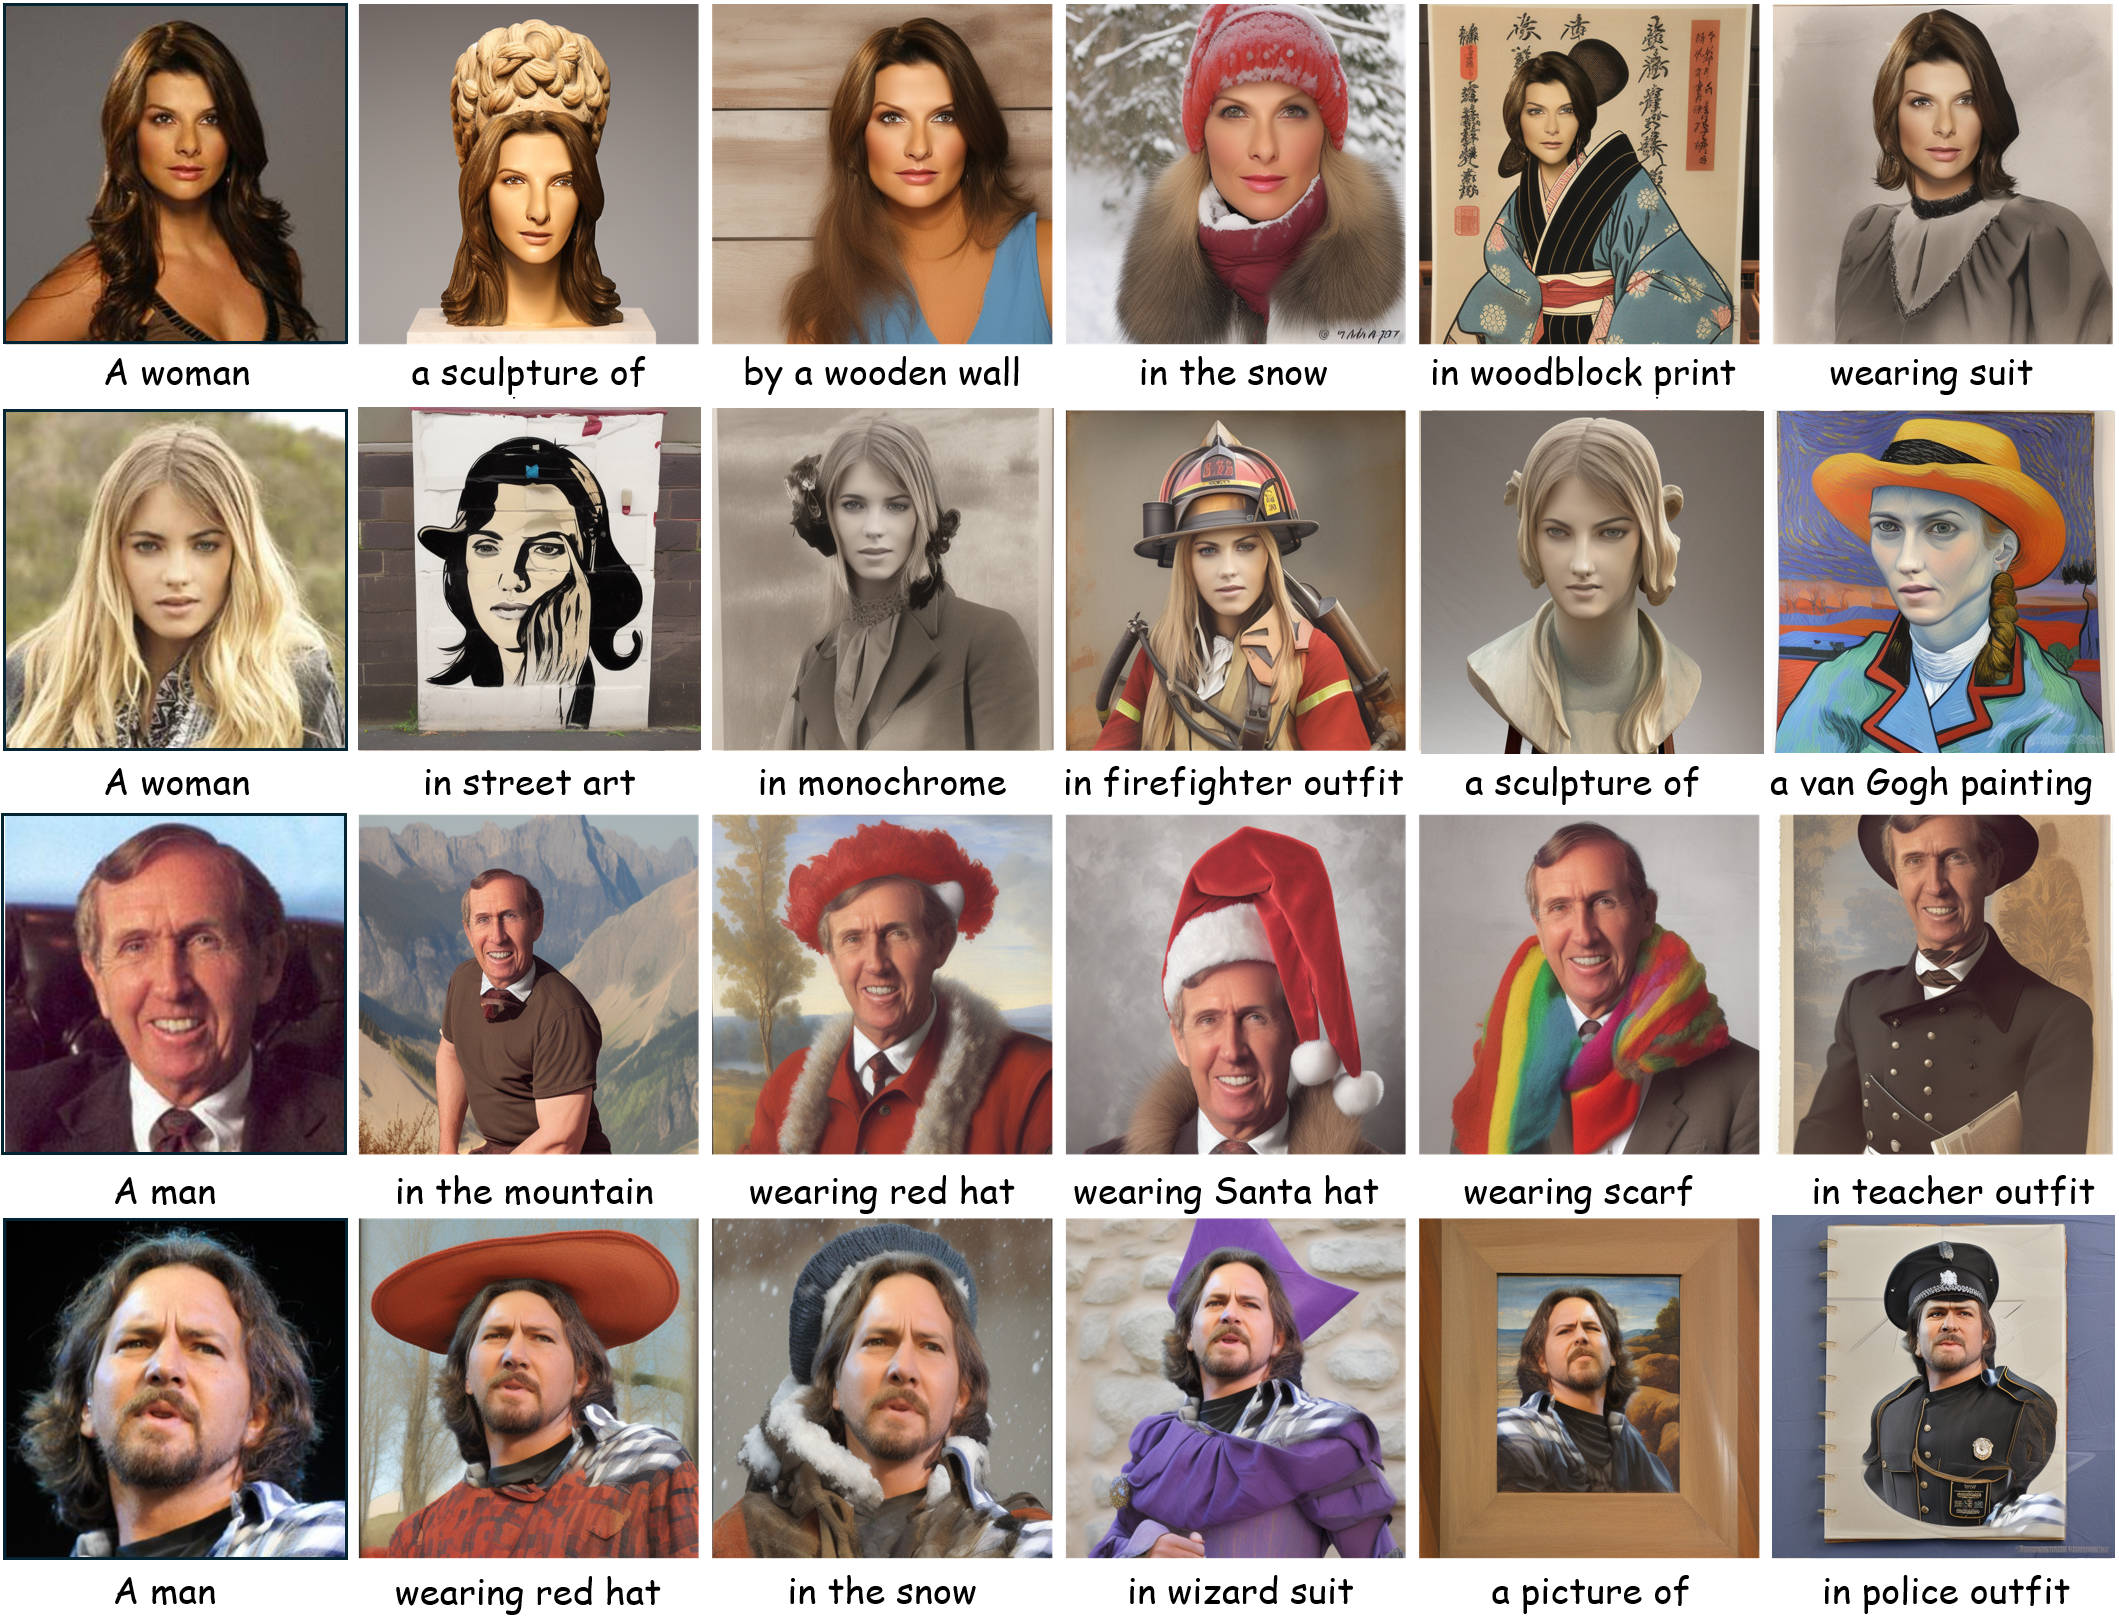 A woman
a sculpture of
by a wooden wall
in the snow
in woodblock print
wearing suit
A woman
in street art
in monochrome
in firefighter outfit
a sculpture of
a van Gogh painting
A man
in the mountain
wearing red hat
wearing Santa hat
wearing scarf
in teacher outfit
A man
wearing red hat
in the snow
in wizard suit
a picture of
in police outfit